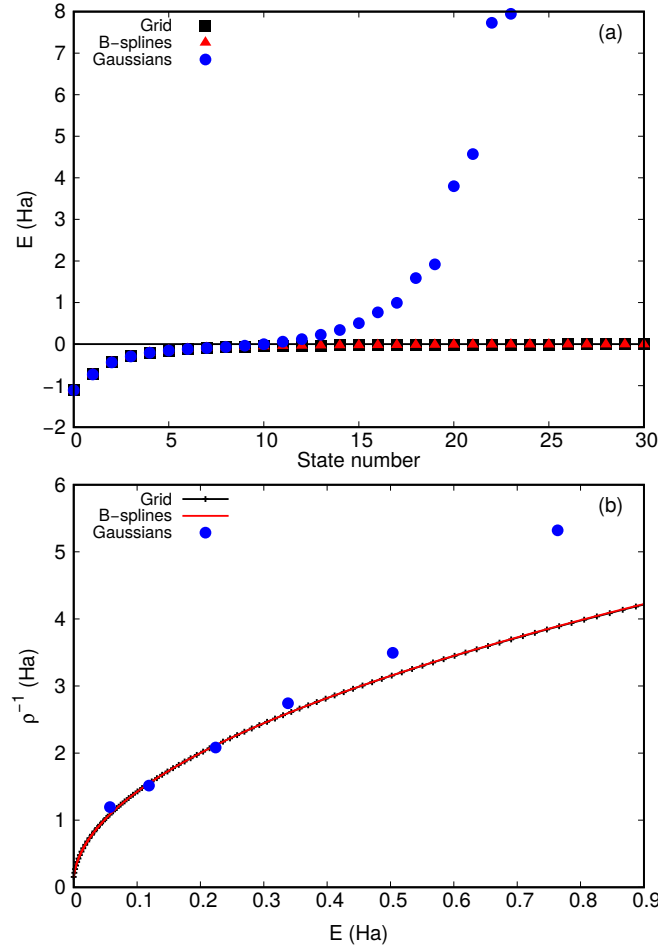 8
7
6
5
4
3
2
1
0
−1
−2
E (Ha)
Grid
B−splines
Gaussians
(a)
0 5 10 15 20 25 30
State number
6
5
4
3
2
1
0
ρ⁻¹ (Ha)
Grid
B−splines
Gaussians
(b)
0 0.1 0.2 0.3 0.4 0.5 0.6 0.7 0.8 0.9
E (Ha)